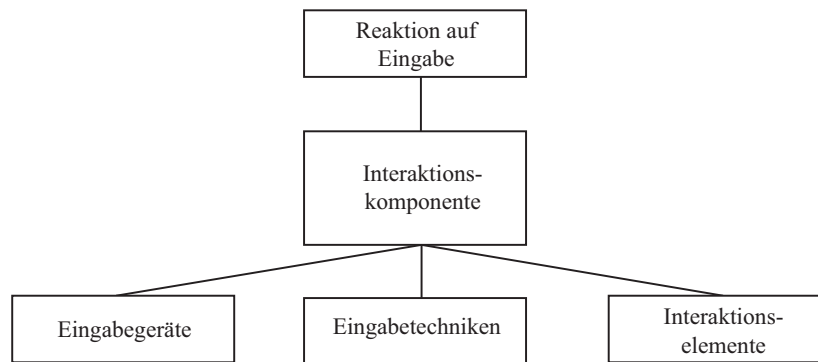 Reaktion auf
Eingabe
Interaktions-
komponente
Eingabegeräte
Eingabetechniken
Interaktions-
elemente